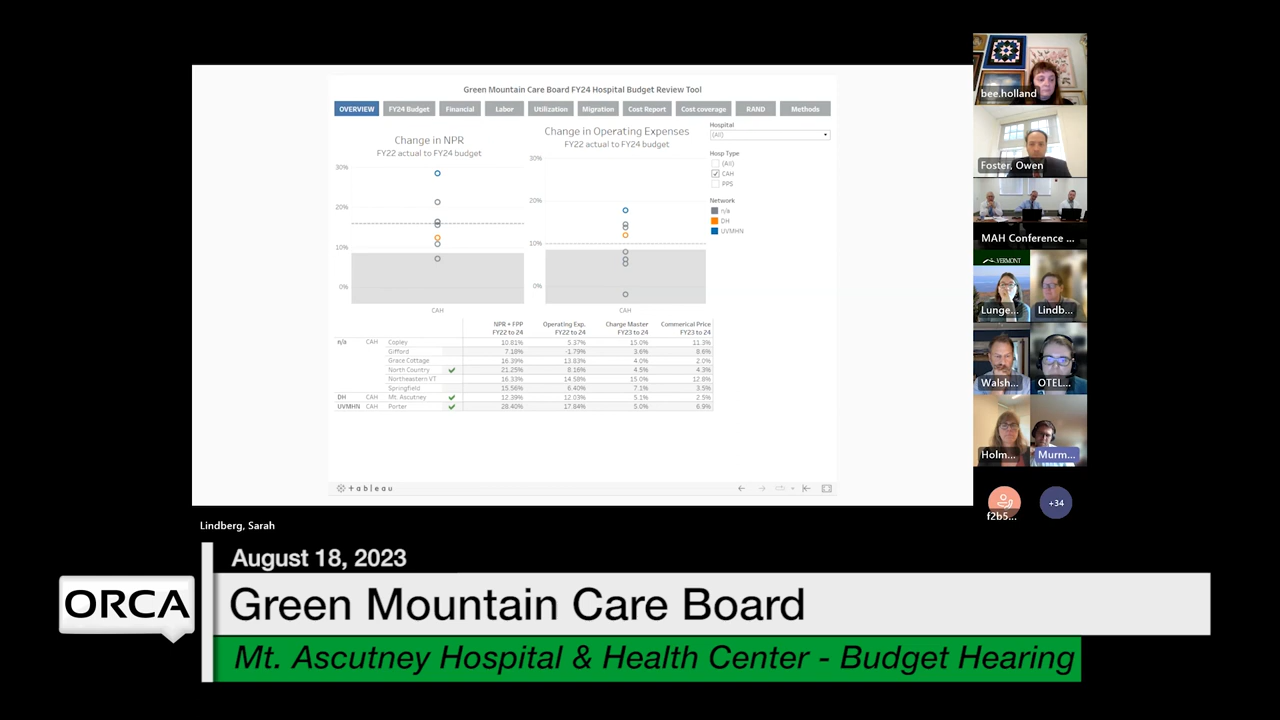 Green Mountain Care Board FY24 Hospital Budget Review Tool
OVERVIEW FY24 Budget Financial Labor Utilization Migration Cost Report Cost coverage RAND Methods
Change in NPR
FY22 actual to FY24 budget
30%
20%
10%
0%
CAH
Change in Operating Expenses
FY22 actual to FY24 budget
30%
20%
10%
0%
CAH
Hospital
(All)
Hosp Type
(All)
CAH
PPS
Network
n/a
DH
UVMHN
NPR + FPP Operating Exp. Charge Master Commerical Price
FY22 to 24 FY22 to 24 FY23 to 24 FY23 to 24
n/a CAH Copley 10.81% 5.37% 15.0% 11.3%
Gifford 7.18% -1.79% 3.6% 8.6%
Grace Cottage 16.39% 13.83% 4.0% 2.0%
North Country ✔ 21.25% 8.16% 4.5% 4.3%
Northeastern VT 16.33% 14.58% 15.0% 12.8%
Springfield 15.56% 6.40% 7.1% 3.5%
DH CAH Mt. Ascutney ✔ 12.39% 12.03% 5.1% 2.5%
UVMHN CAH Porter ✔ 28.40% 17.84% 5.0% 6.9%
+ a b l e a u
bee.holland
Foster, Owen
MAH Conference ...
VERMONT
Lunge... Lindb...
Walsh... OTEL...
Holm... Murm...
f2b5... +34
Lindberg, Sarah
August 18, 2023
ORCA
Green Mountain Care Board
Mt. Ascutney Hospital & Health Center - Budget Hearing